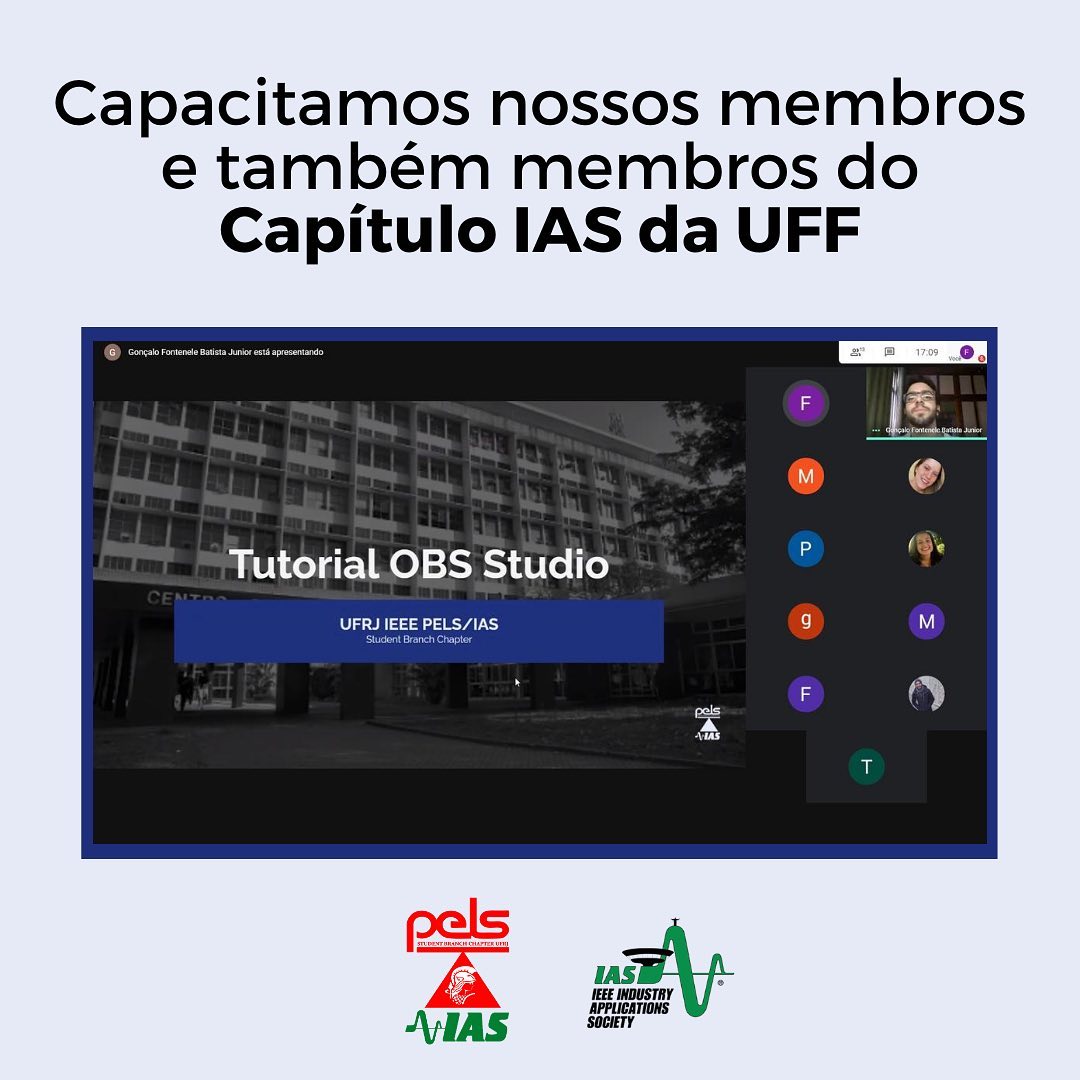 Capacitamos nossos membros
e também membros do
Capítulo IAS da UFF
G Gonçalo Fontenele Batista Junior está apresentando
13 17:09 Você F
F
Gonçalo Fontenele Batista Junior
M
P
g M
F
T
CENTRO
Tutorial OBS Studio
UFRJ IEEE PELS/IAS
Student Branch Chapter
pels
IAS
pels
STUDENT BRANCH CHAPTER UFRJ
IAS
IAS
IEEE INDUSTRY
APPLICATIONS
SOCIETY
®